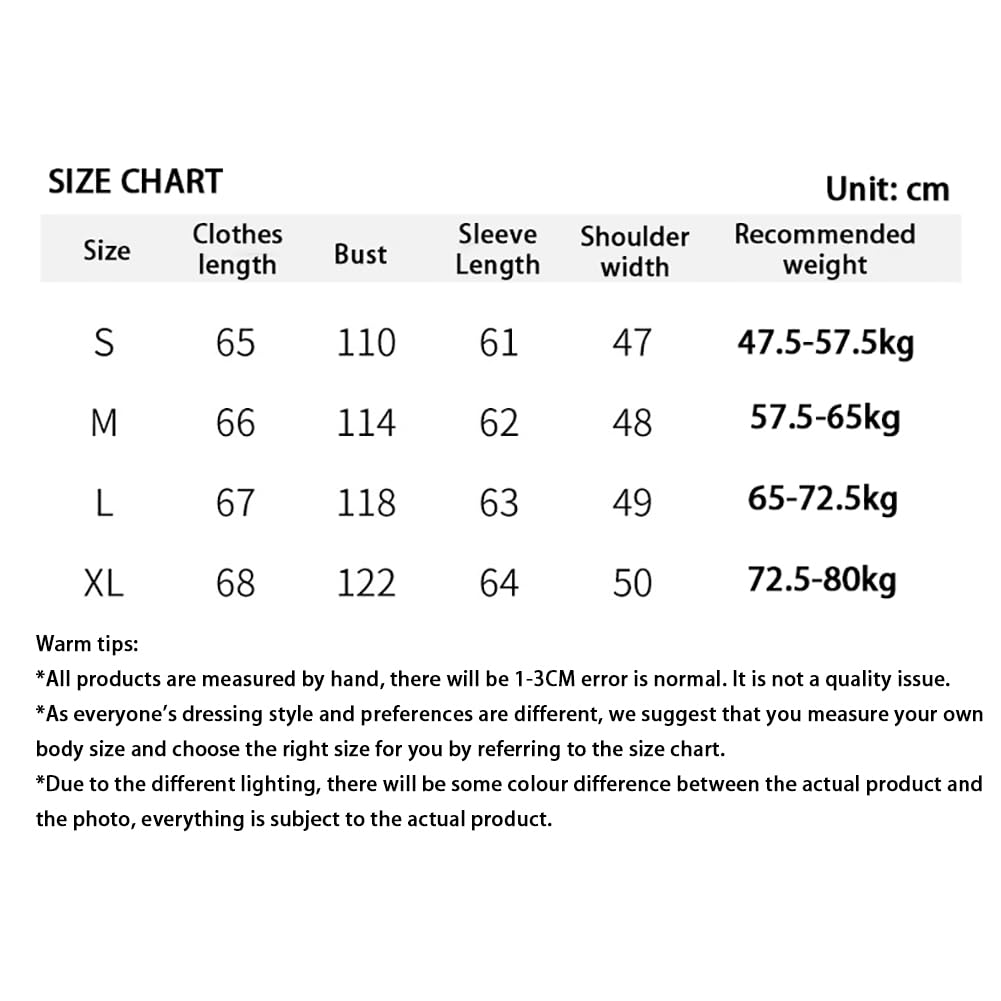 SIZE CHART
Unit: cm
Size Clothes length Bust Sleeve Length Shoulder width Recommended weight
S 65 110 61 47 47.5-57.5kg
M 66 114 62 48 57.5-65kg
L 67 118 63 49 65-72.5kg
XL 68 122 64 50 72.5-80kg
Warm tips:
*All products are measured by hand, there will be 1-3CM error is normal. It is not a quality issue.
*As everyone’s dressing style and preferences are different, we suggest that you measure your own
body size and choose the right size for you by referring to the size chart.
*Due to the different lighting, there will be some colour difference between the actual product and
the photo, everything is subject to the actual product.